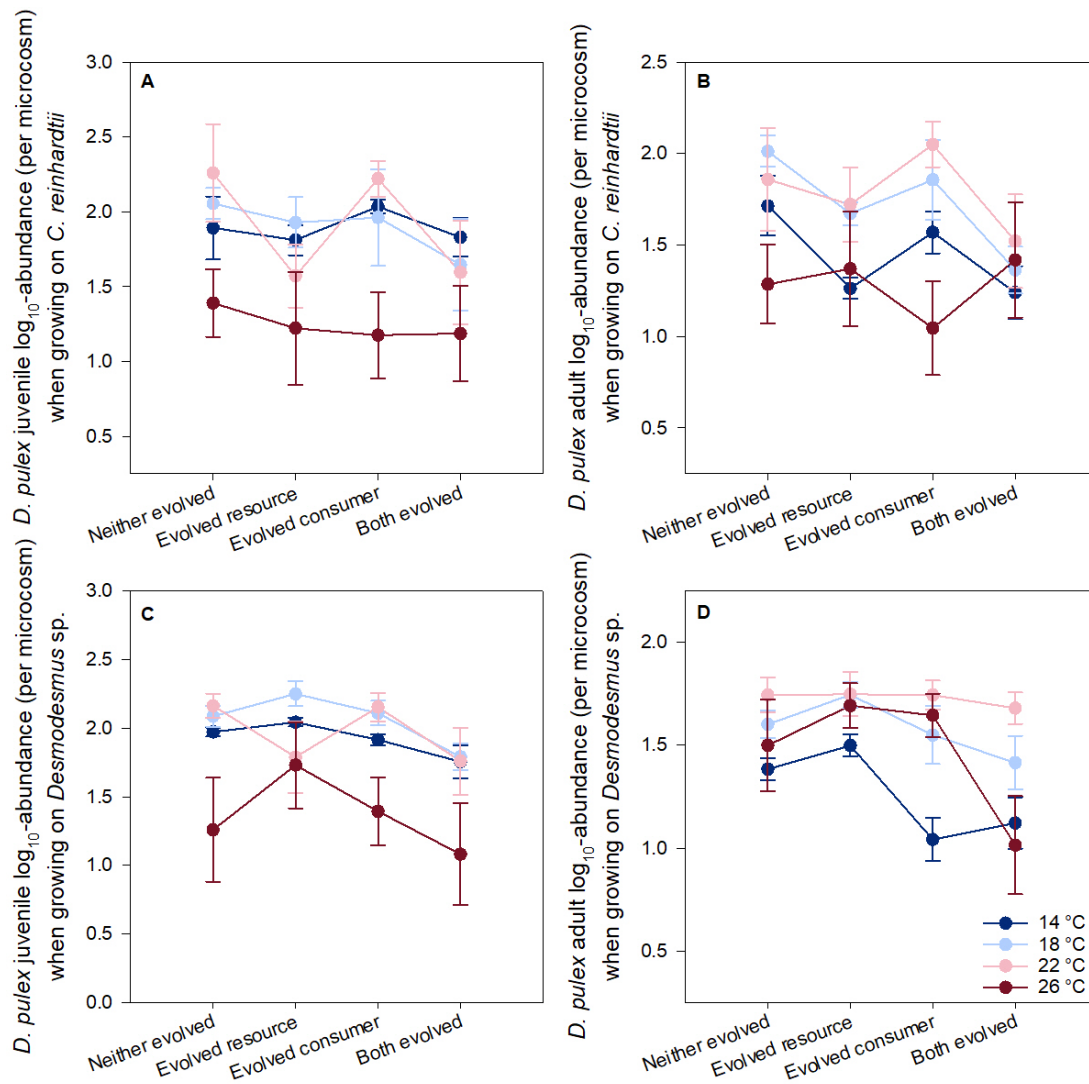 A
D. pulex juvenile log10-abundance (per microcosm)
when growing on C. reinhardtii
3.0
2.5
2.0
1.5
1.0
0.5
Neither evolved
Evolved resource
Evolved consumer
Both evolved
B
D. pulex adult log10-abundance (per microcosm)
when growing on C. reinhardtii
2.5
2.0
1.5
1.0
0.5
Neither evolved
Evolved resource
Evolved consumer
Both evolved
C
D. pulex juvenile log10-abundance (per microcosm)
when growing on Desmodesmus sp.
3.0
2.5
2.0
1.5
1.0
0.5
0.0
Neither evolved
Evolved resource
Evolved consumer
Both evolved
D
D. pulex adult log10-abundance (per microcosm)
when growing on Desmodesmus sp.
2.0
1.5
1.0
0.5
14 °C
18 °C
22 °C
26 °C
Neither evolved
Evolved resource
Evolved consumer
Both evolved